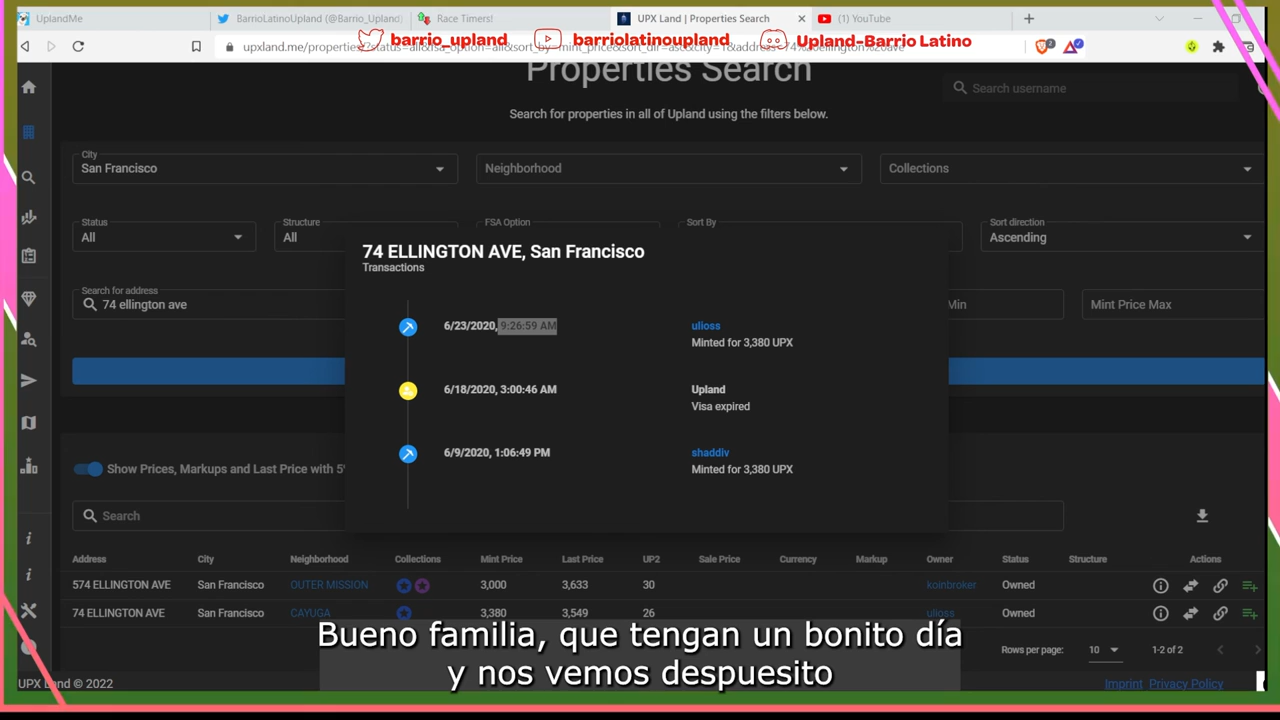 UplandMe
BarrioLatinoUpland (@Barrio_Upland)
Race Timers!
UPX Land | Properties Search
(1) YouTube
barrio_upland
barriolatinoupland
Upland-Barrio Latino
Properties Search
Search username
Search for properties in all of Upland using the filters below.
City
San Francisco
Neighborhood
Collections
Status
All
Structure
All
FSA Option
Sort By
Sort direction
Ascending
Search for address
74 ellington ave
Min
Mint Price Max
74 ELLINGTON AVE, San Francisco
Transactions
6/23/2020, 9:26:59 AM
ulioss
Minted for 3,380 UPX
6/18/2020, 3:00:46 AM
Upland
Visa expired
6/9/2020, 1:06:49 PM
shaddiv
Minted for 3,380 UPX
Show Prices, Markups and Last Price with 5
Search
Address City Neighborhood Collections Mint Price Last Price UP2 Sale Price Currency Markup Owner Status Structure Actions
574 ELLINGTON AVE San Francisco OUTER MISSION 3,000 3,633 30 koinbroker Owned
74 ELLINGTON AVE San Francisco CAYUGA 3,380 3,549 26 ulioss Owned
Rows per page: 10 1-2 of 2
Bueno familia, que tengan un bonito día
y nos vemos despuesito
UPX Land © 2022
Imprint Privacy Policy